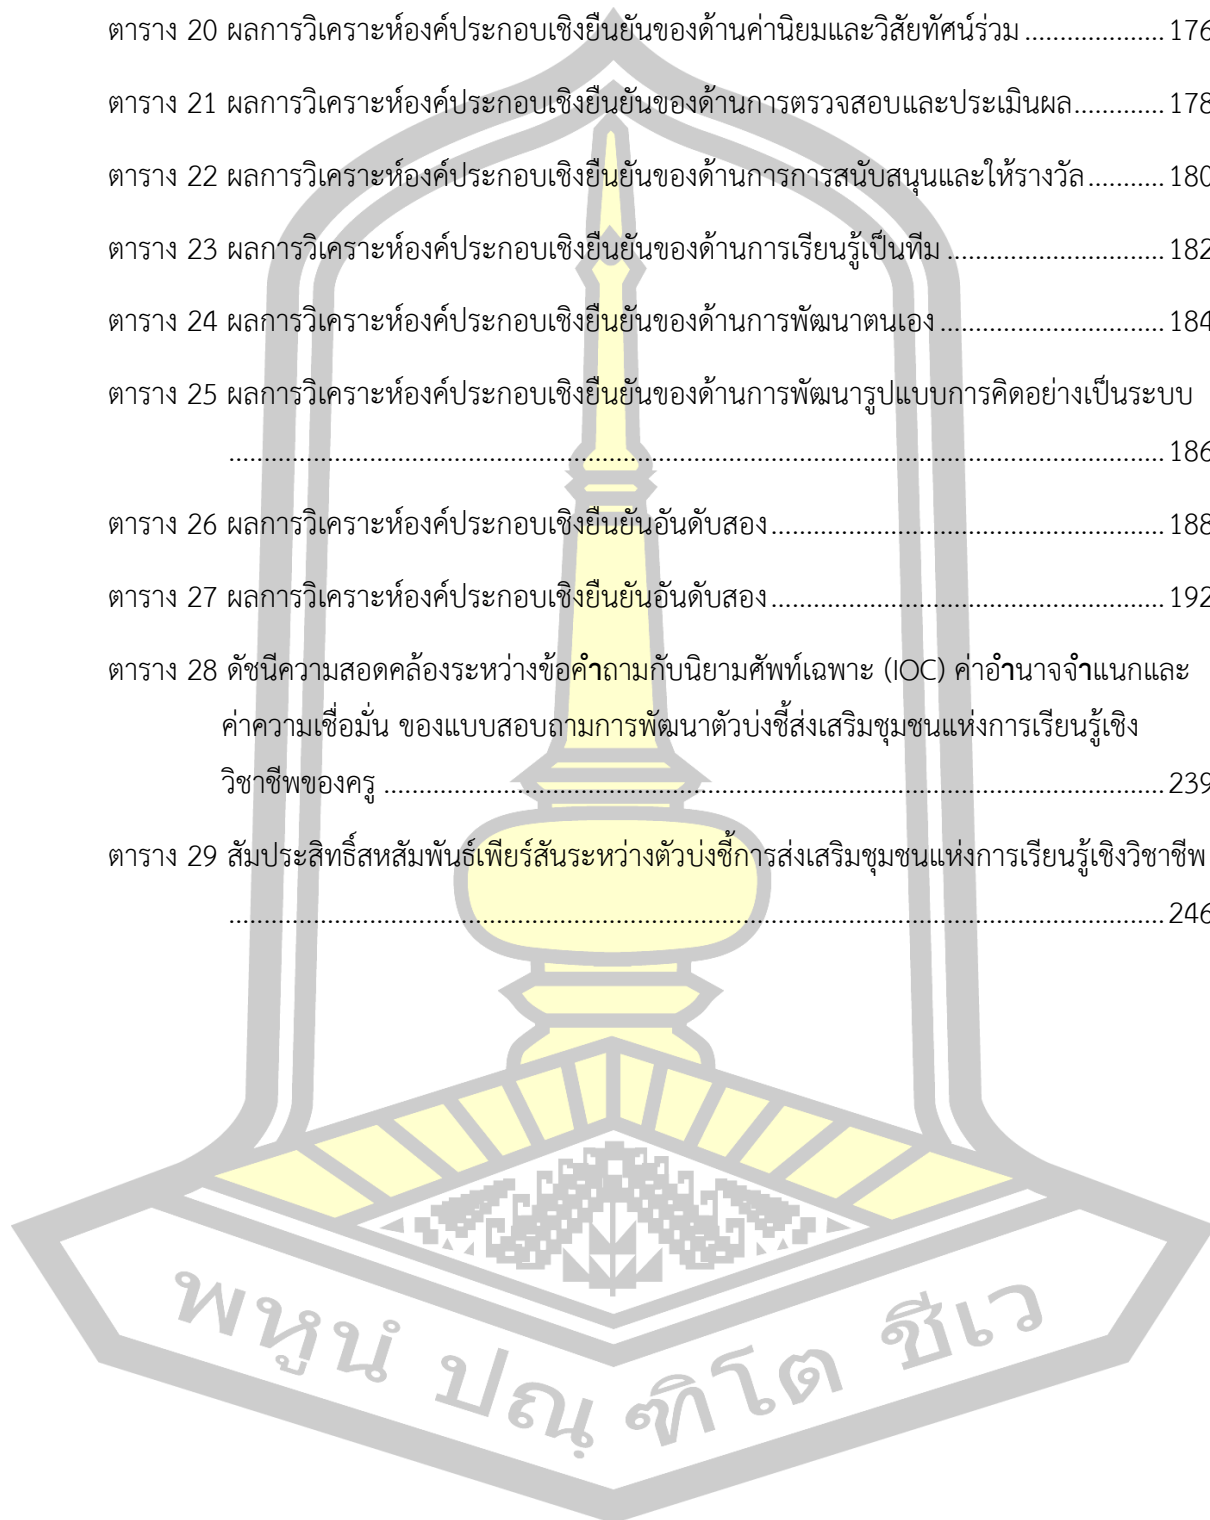 ตาราง 20 ผลการวิเคราะห์องค์ประกอบเชิงยืนยันของด้านค่านิยมและวิสัยทัศน์ร่วม .................... 176
ตาราง 21 ผลการวิเคราะห์องค์ประกอบเชิงยืนยันของด้านการตรวจสอบและประเมินผล............. 178
ตาราง 22 ผลการวิเคราะห์องค์ประกอบเชิงยืนยันของด้านการการสนับสนุนและให้รางวัล........... 180
ตาราง 23 ผลการวิเคราะห์องค์ประกอบเชิงยืนยันของด้านการเรียนรู้เป็นทีม ............................... 182
ตาราง 24 ผลการวิเคราะห์องค์ประกอบเชิงยืนยันของด้านการพัฒนาตนเอง ................................ 184
ตาราง 25 ผลการวิเคราะห์องค์ประกอบเชิงยืนยันของด้านการพัฒนารูปแบบการคิดอย่างเป็นระบบ
..................................................................................................................................... 186
ตาราง 26 ผลการวิเคราะห์องค์ประกอบเชิงยืนยันอันดับสอง........................................................ 188
ตาราง 27 ผลการวิเคราะห์องค์ประกอบเชิงยืนยันอันดับสอง........................................................ 192
ตาราง 28 ดัชนีความสอดคล้องระหว่างข้อคำถามกับนิยามศัพท์เฉพาะ (IOC) ค่าอำนาจจำแนกและ
ค่าความเชื่อมั่น ของแบบสอบถามการพัฒนาตัวบ่งชี้ส่งเสริมชุมชนแห่งการเรียนรู้เชิง
วิชาชีพของครู ............................................................................................................... 239
ตาราง 29 สัมประสิทธิ์สหสัมพันธ์เพียร์สันระหว่างตัวบ่งชี้การส่งเสริมชุมชนแห่งการเรียนรู้เชิงวิชาชีพ
..................................................................................................................................... 246
พหูนํ ปณฺฑิโต ชีเว